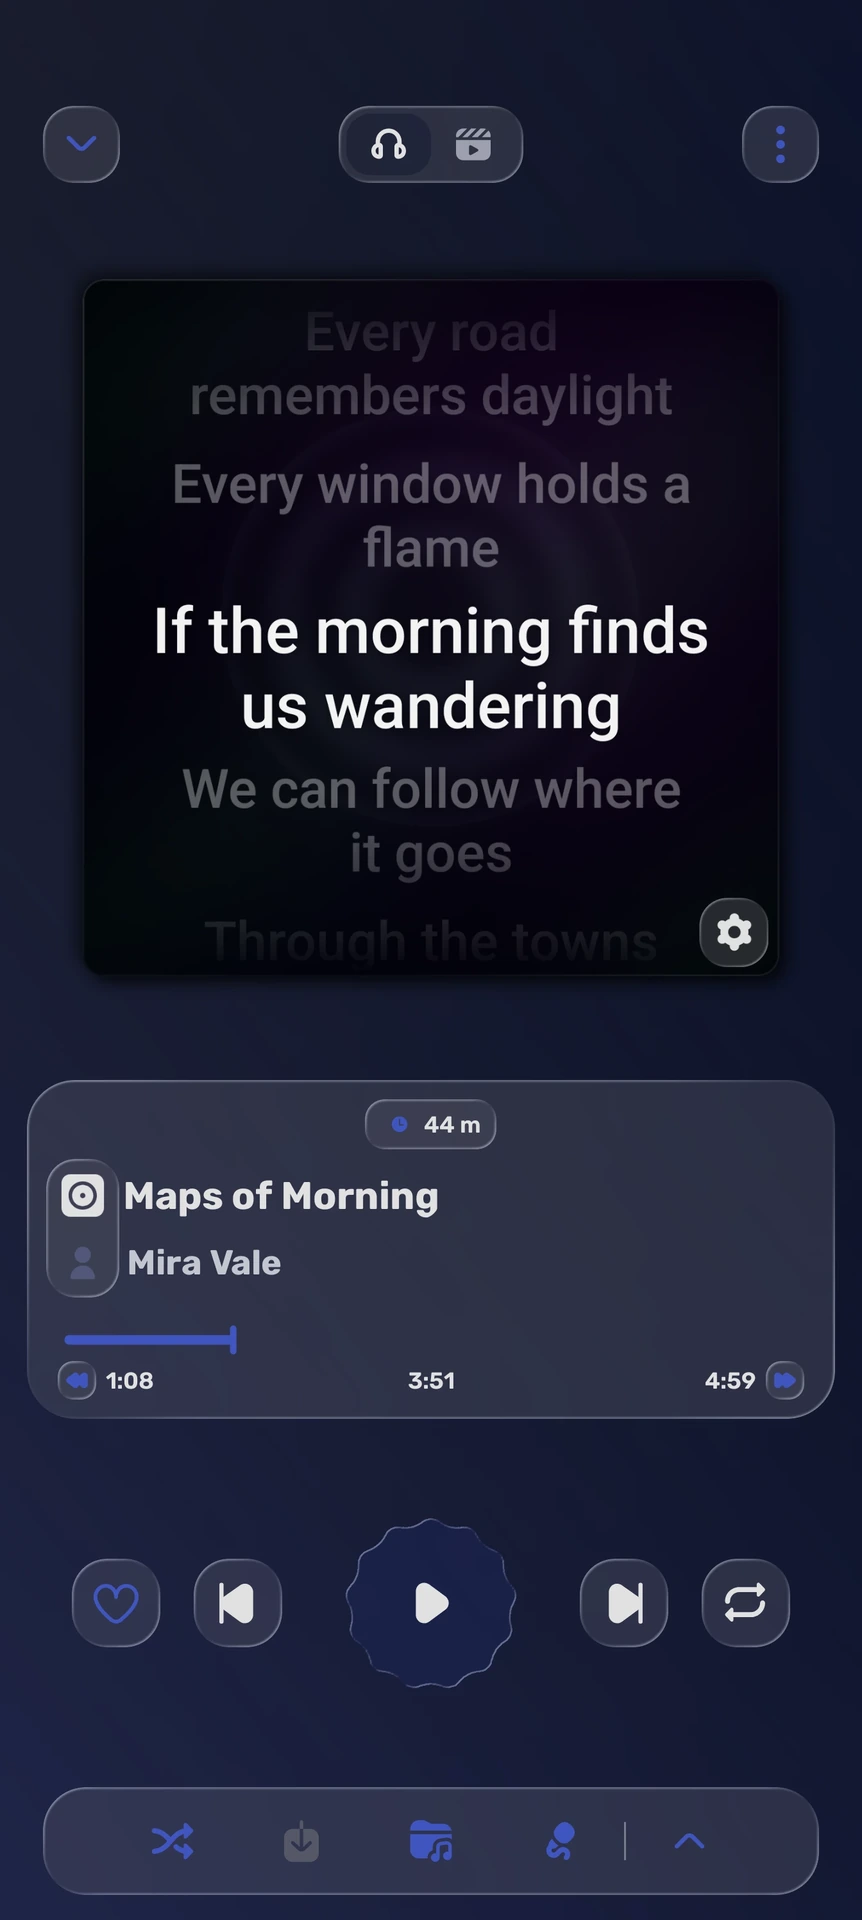 Every road
remembers daylight
Every window holds a
flame
If the morning finds
us wandering
We can follow where
it goes
Through the towns
44 m
Maps of Morning
Mira Vale
1:08
3:51
4:59